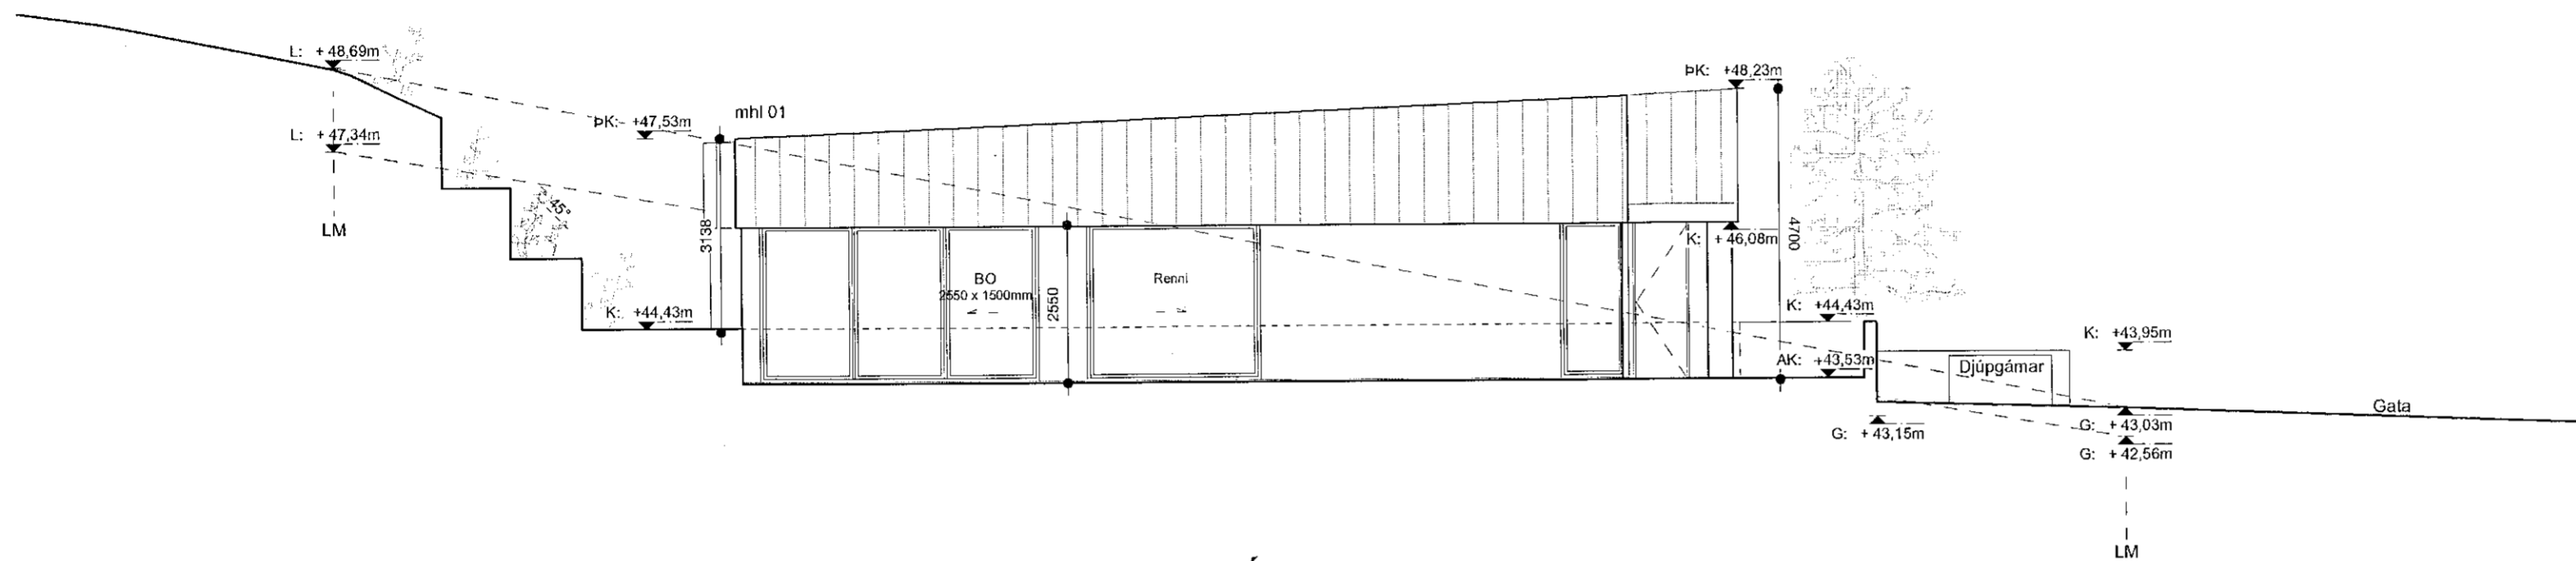 L: + 48,69m
ÞK: +48,23m
mhl 01
ÞK: +47,53m
L: + 47,34m
45°
LM
3138
4700
K: + 46,08m
BO
2550 x 1500mm
Renni
2550
K: +44,43m
K: +44,43m
K: +43,95m
AK: +43,53m
Djúpgámar
Gata
G: + 43,03m
G: + 43,15m
G: + 42,56m
LM